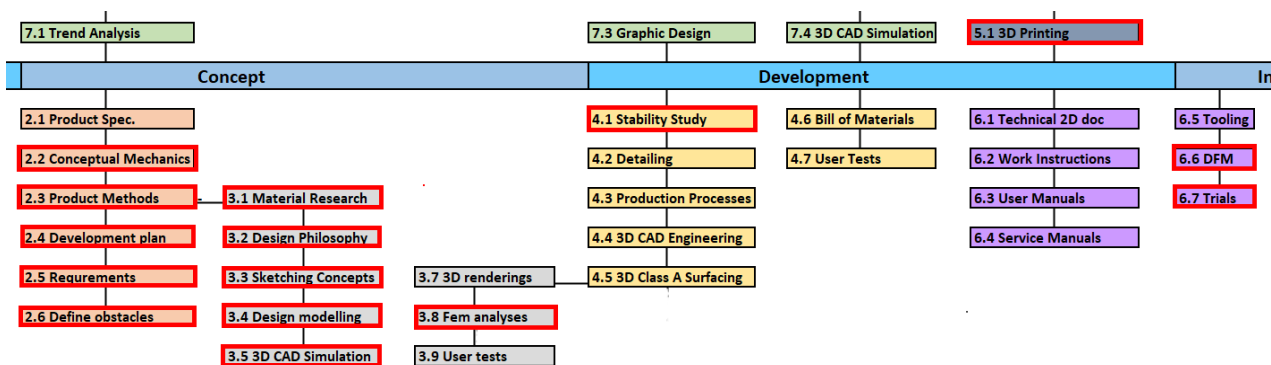 7.1 Trend Analysis
7.3 Graphic Design
7.4 3D CAD Simulation
5.1 3D Printing
Concept
Development
In
2.1 Product Spec.
2.2 Conceptual Mechanics
2.3 Product Methods
2.4 Development plan
2.5 Requrements
2.6 Define obstacles
3.1 Material Research
3.2 Design Philosophy
3.3 Sketching Concepts
3.4 Design modelling
3.5 3D CAD Simulation
3.7 3D renderings
3.8 Fem analyses
3.9 User tests
4.1 Stability Study
4.2 Detailing
4.3 Production Processes
4.4 3D CAD Engineering
4.5 3D Class A Surfacing
4.6 Bill of Materials
4.7 User Tests
6.1 Technical 2D doc
6.2 Work Instructions
6.3 User Manuals
6.4 Service Manuals
6.5 Tooling
6.6 DFM
6.7 Trials